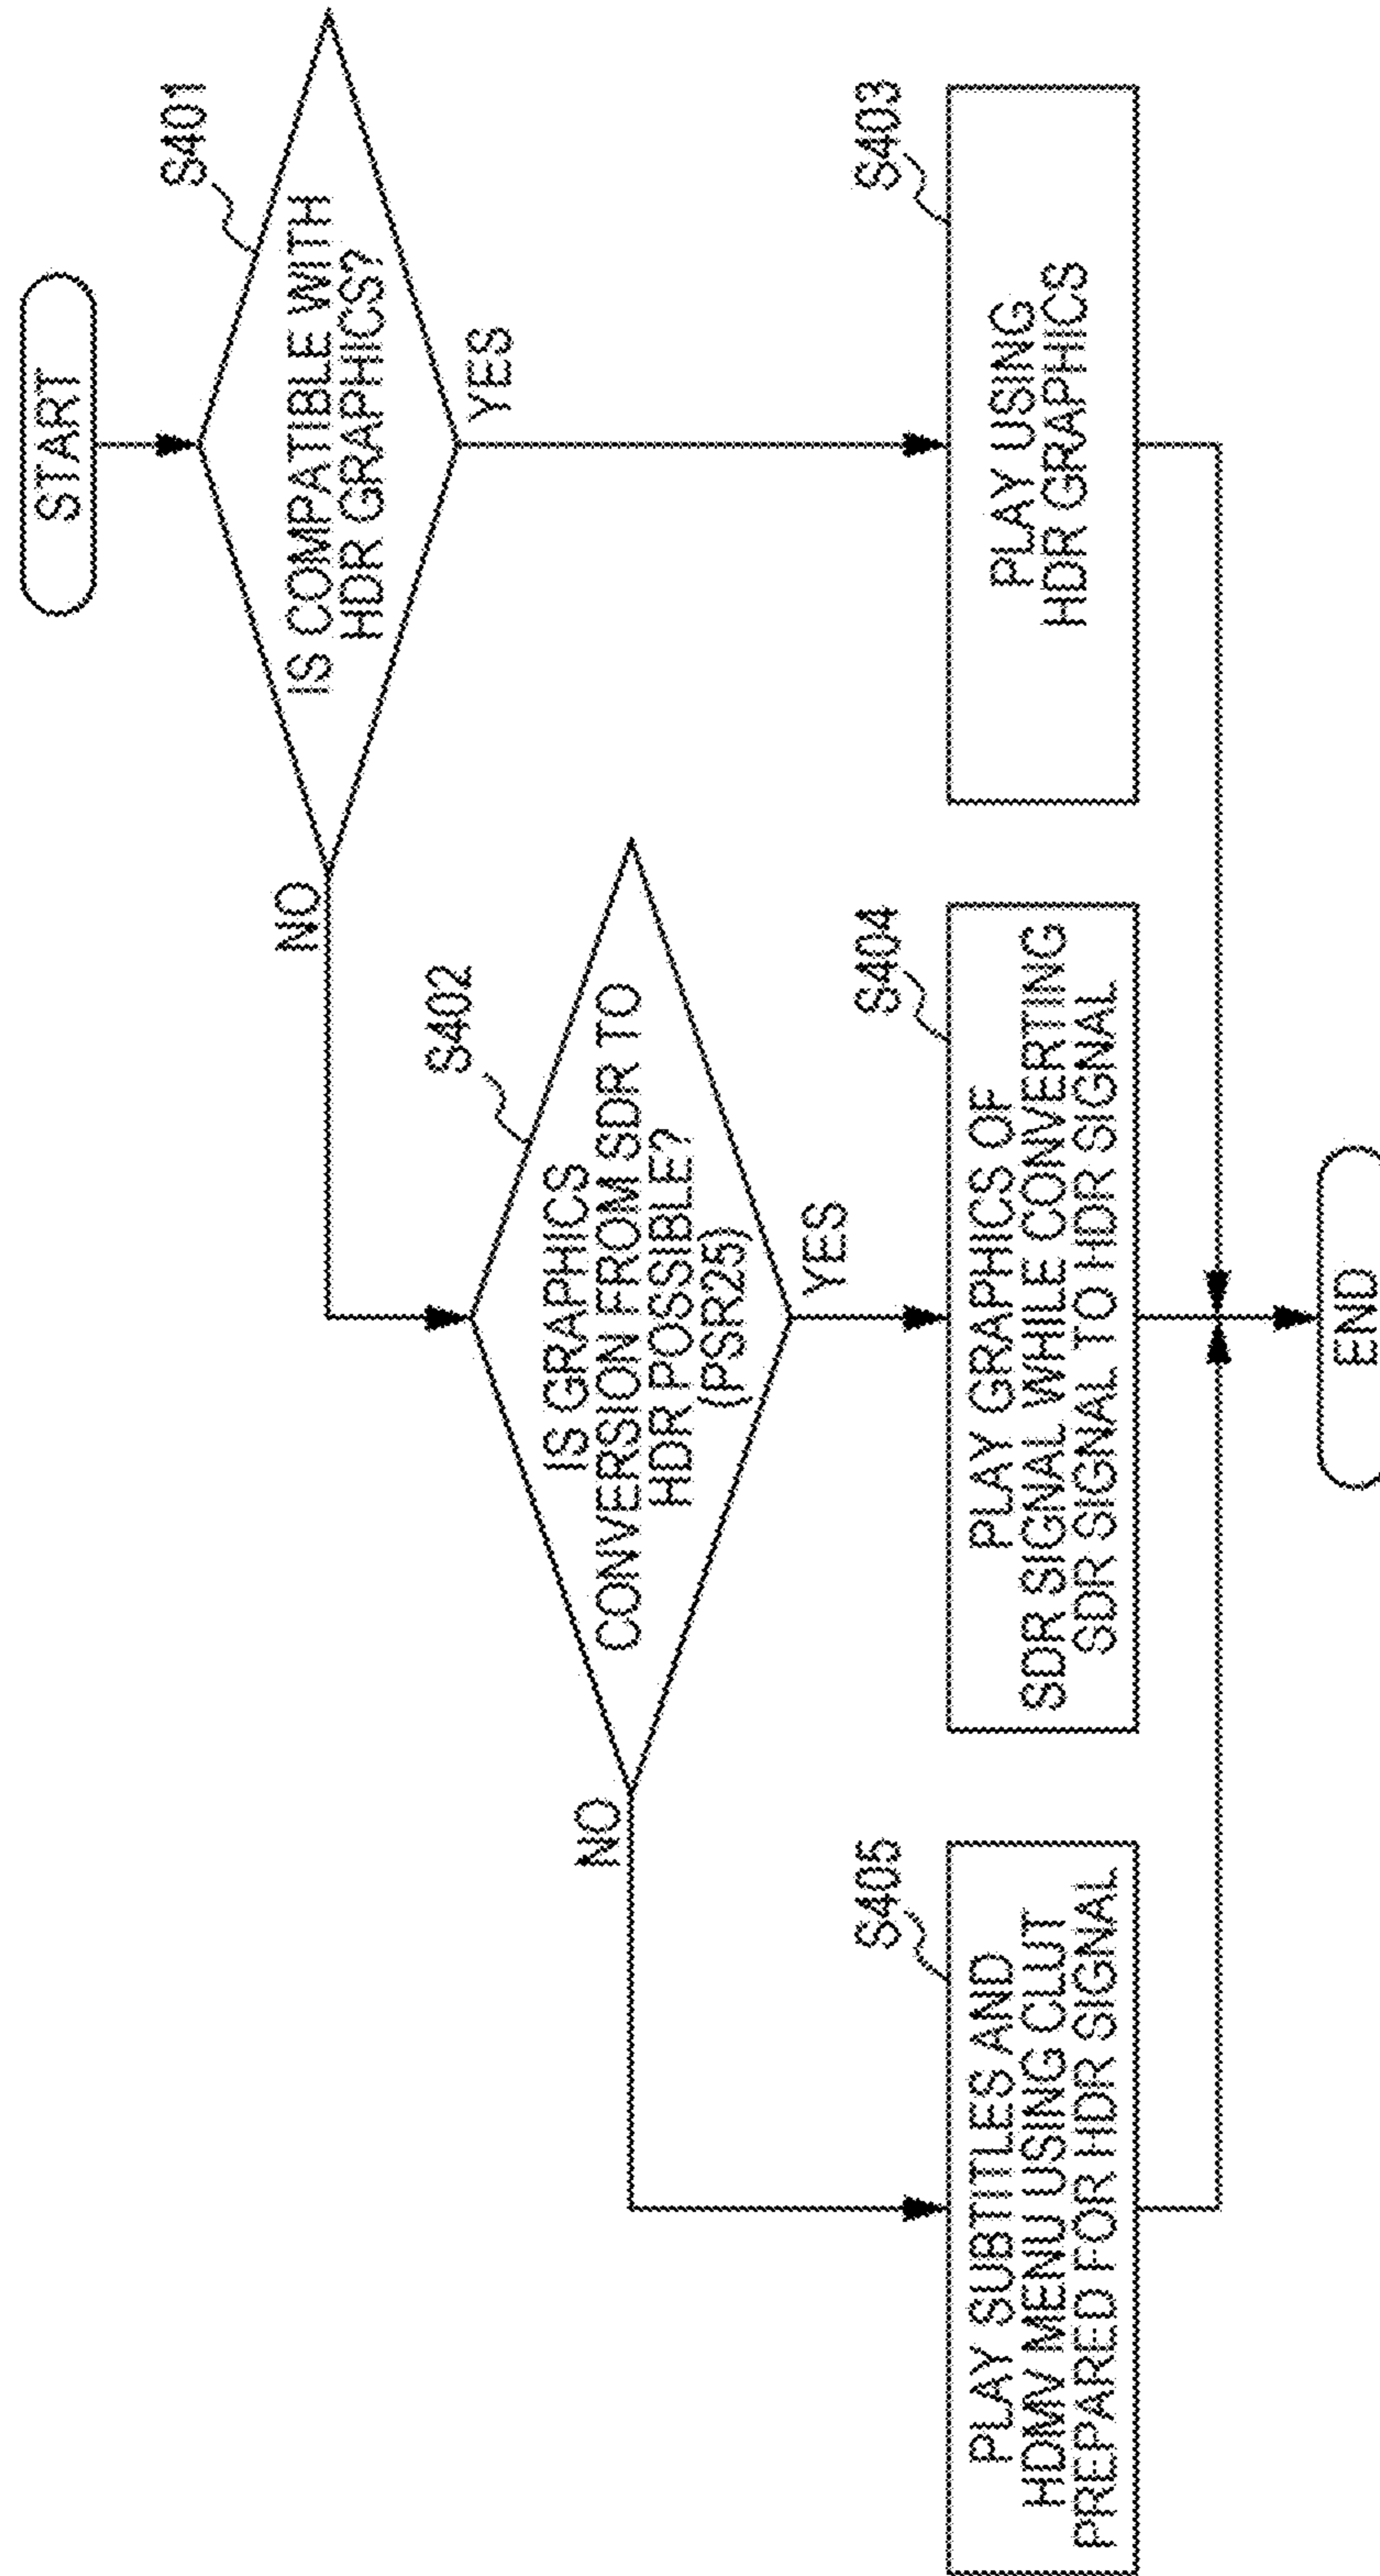 START
S401
IS COMPATIBLE WITH
HDR GRAPHICS?
NO
YES
S402
IS GRAPHICS
CONVERSION FROM SDR TO
HDR POSSIBLE?
(PSR25)
NO
YES
S405
PLAY SUBTITLES AND
HDMV MENU USING CLUT
PREPARED FOR HDR SIGNAL
S404
PLAY GRAPHICS OF
SDR SIGNAL WHILE CONVERTING
SDR SIGNAL TO HDR SIGNAL
S403
PLAY USING
HDR GRAPHICS
END